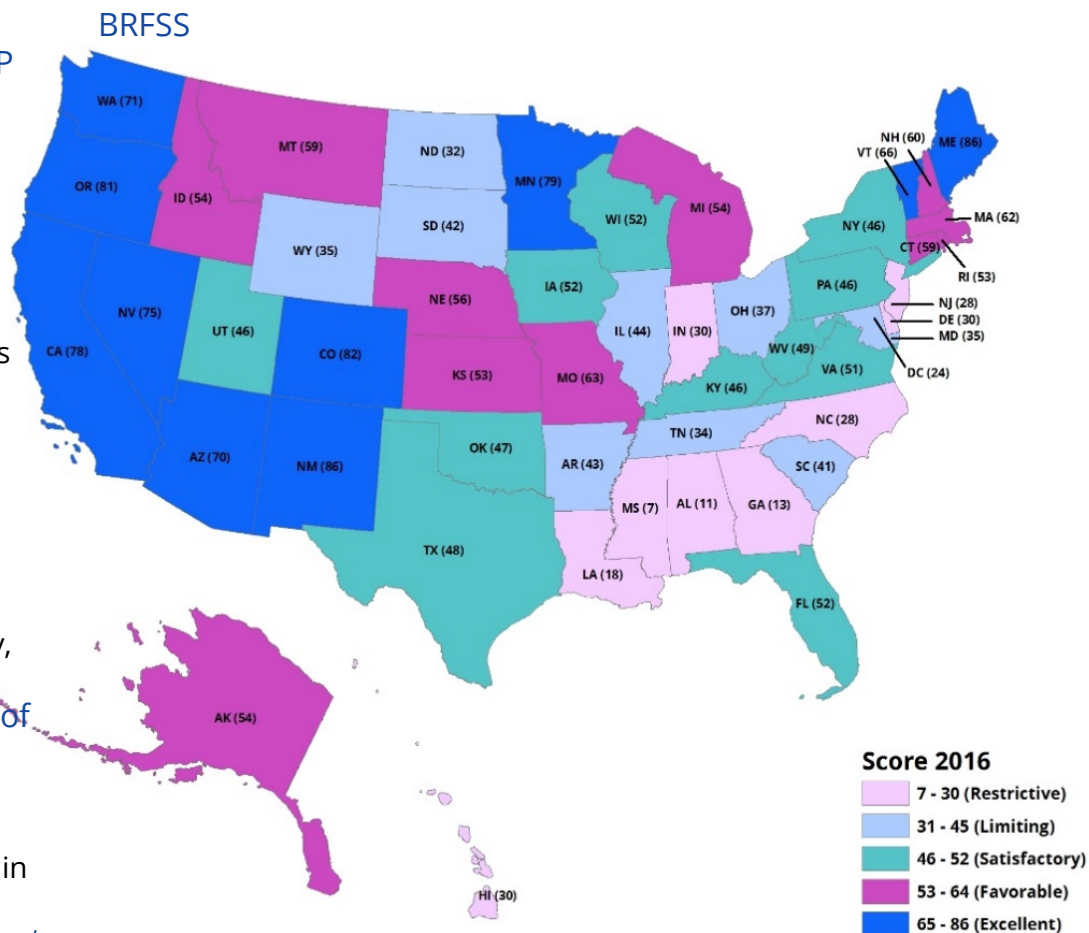 BRFSS
P
WA (71)
OR (81)
CA (78)
NV (75)
ID (54)
MT (59)
WY (35)
UT (46)
CO (82)
AZ (70)
NM (86)
ND (32)
SD (42)
NE (56)
KS (53)
OK (47)
TX (48)
MN (79)
IA (52)
MO (63)
AR (43)
LA (18)
WI (52)
IL (44)
MI (54)
IN (30)
OH (37)
KY (46)
TN (34)
MS (7)
AL (11)
GA (13)
FL (52)
SC (41)
NC (28)
VA (51)
WV (49)
PA (46)
NY (46)
VT (66)
NH (60)
ME (86)
MA (62)
CT (59)
RI (53)
NJ (28)
DE (30)
MD (35)
DC (24)
s
y,
of
in
AK (54)
HI (30)
Score 2016
7 - 30 (Restrictive)
31 - 45 (Limiting)
46 - 52 (Satisfactory)
53 - 64 (Favorable)
65 - 86 (Excellent)